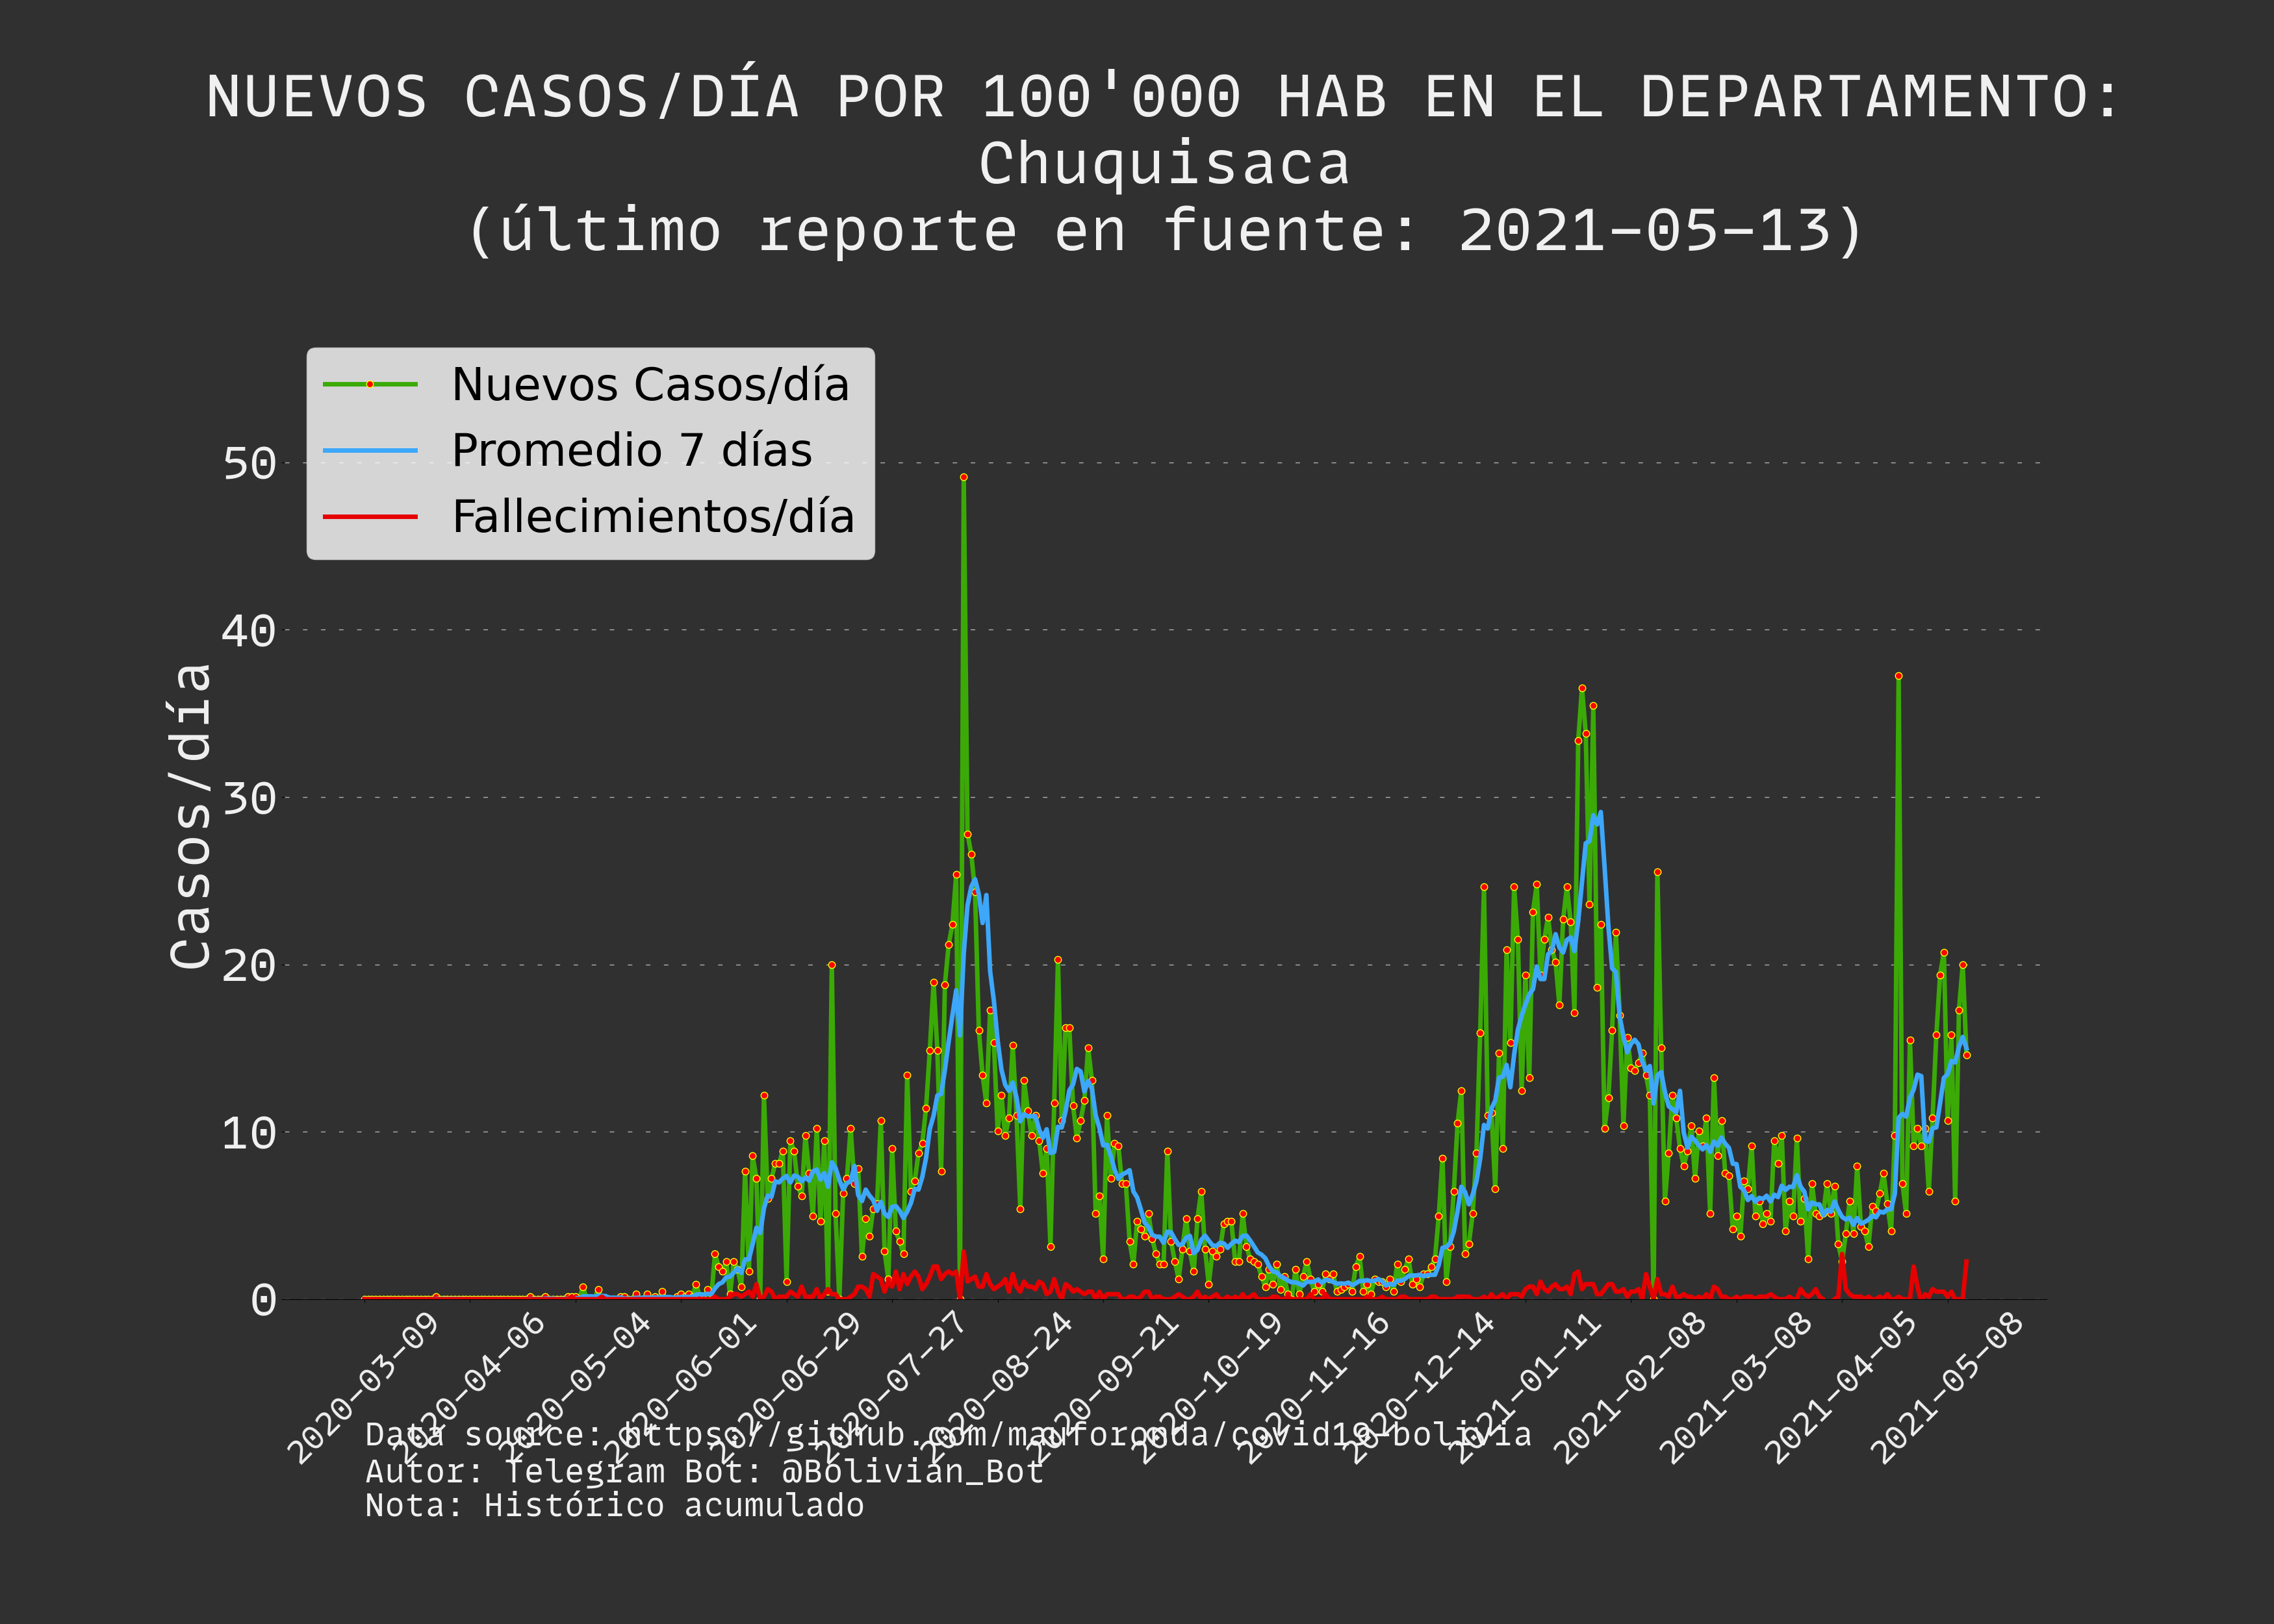 NUEVOS CASOS/DÍA POR 100'000 HAB EN EL DEPARTAMENTO:
Chuquisaca
(último reporte en fuente: 2021−05−13)
Nuevos Casos/día
Promedio 7 días
Fallecimientos/día
Casos/día
50
40
30
20
10
0
2020−03−09
2020−04−06
2020−05−04
2020−06−01
2020−06−29
2020−07−27
2020−08−24
2020−09−21
2020−10−19
2020−11−16
2020−12−14
2021−01−11
2021−02−08
2021−03−08
2021−04−05
2021−05−08
Data source: https://github.com/mauforonda/covid19-bolivia
Autor: Telegram Bot: @Bolivian_Bot
Nota: Histórico acumulado